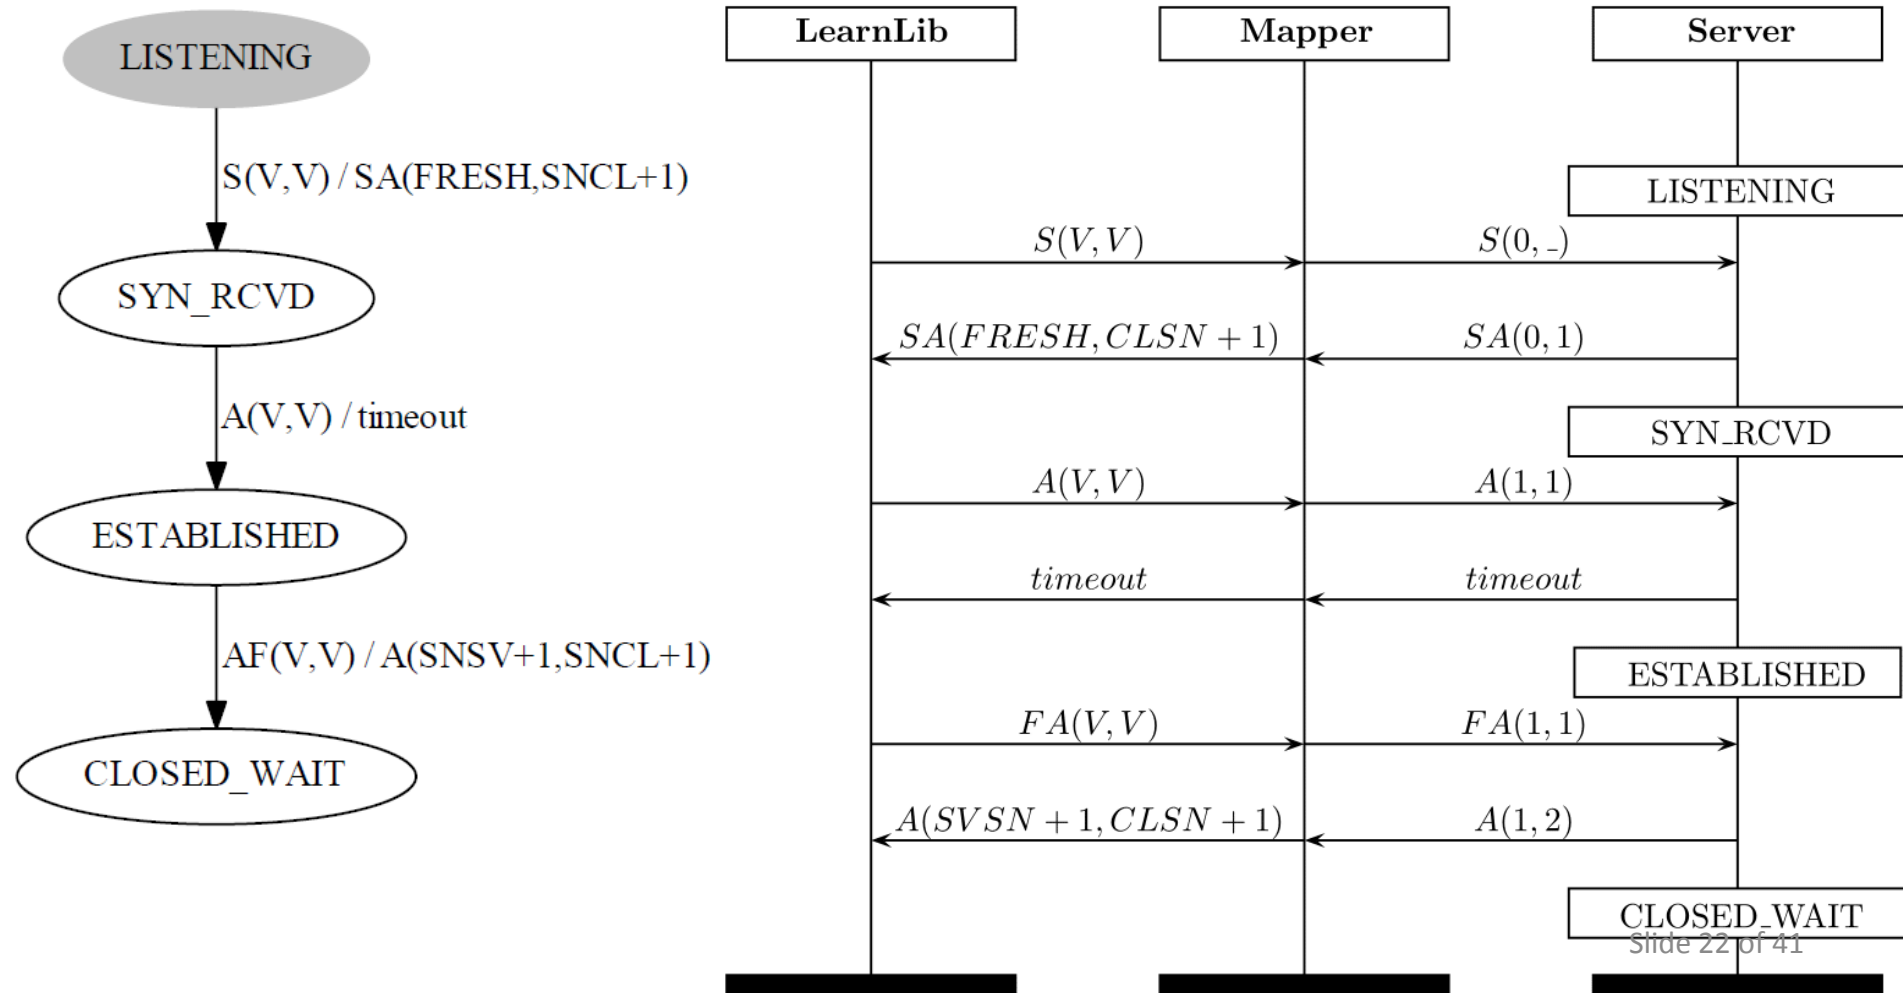 LISTENING
S(V,V) / SA(FRESH,SNCL+1)
SYN_RCVD
A(V,V) / timeout
ESTABLISHED
AF(V,V) / A(SNSV+1,SNCL+1)
CLOSED_WAIT
LearnLib
Mapper
Server
LISTENING
S(V, V)
S(0, _)
SA(FRESH, CLSN + 1)
SA(0, 1)
SYN_RCVD
A(V, V)
A(1, 1)
timeout
timeout
ESTABLISHED
FA(V, V)
FA(1, 1)
A(SVSN + 1, CLSN + 1)
A(1, 2)
CLOSED_WAIT
Slide 22 of 41